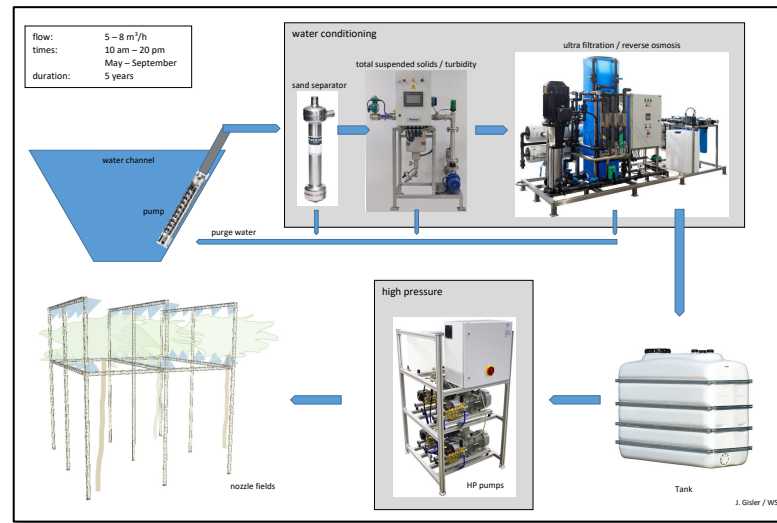 flow: 5 – 8 m³/h
times: 10 am – 20 pm
May – September
duration: 5 years
water conditioning
ultra filtration / reverse osmosis
total suspended solids / turbidity
sand separator
water channel
pump
purge water
high pressure
HP pumps
nozzle fields
Tank
J. Gisler / WS